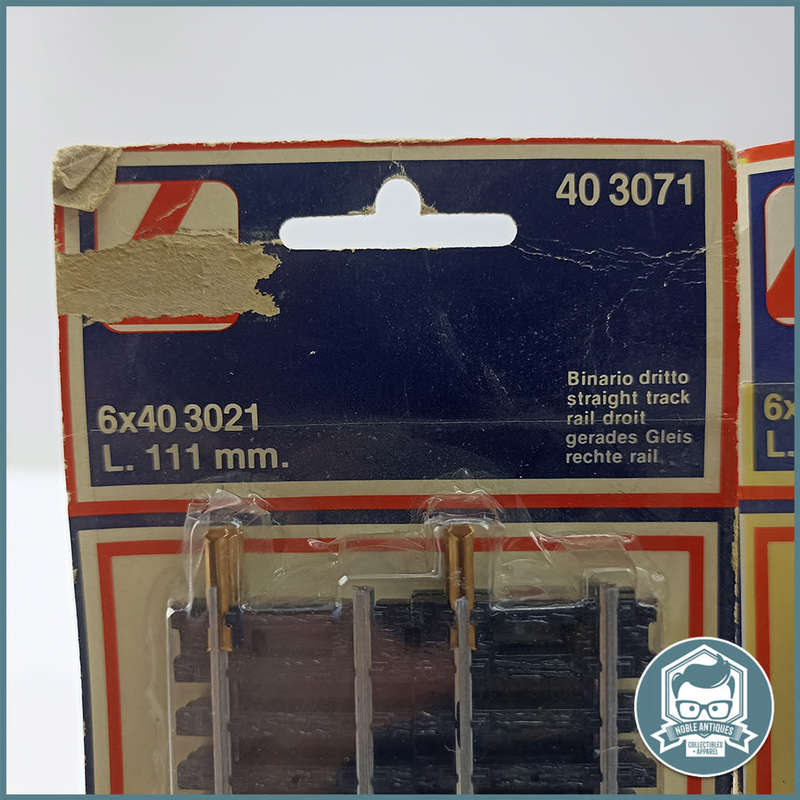 40 3071
6x40 3021
L. 111 mm.
Binario dritto
straight track
rail droit
gerades Gleis
rechte rail
6x
L.
NOBLE ANTIQUES
COLLECTIBLES
+ APPAREL